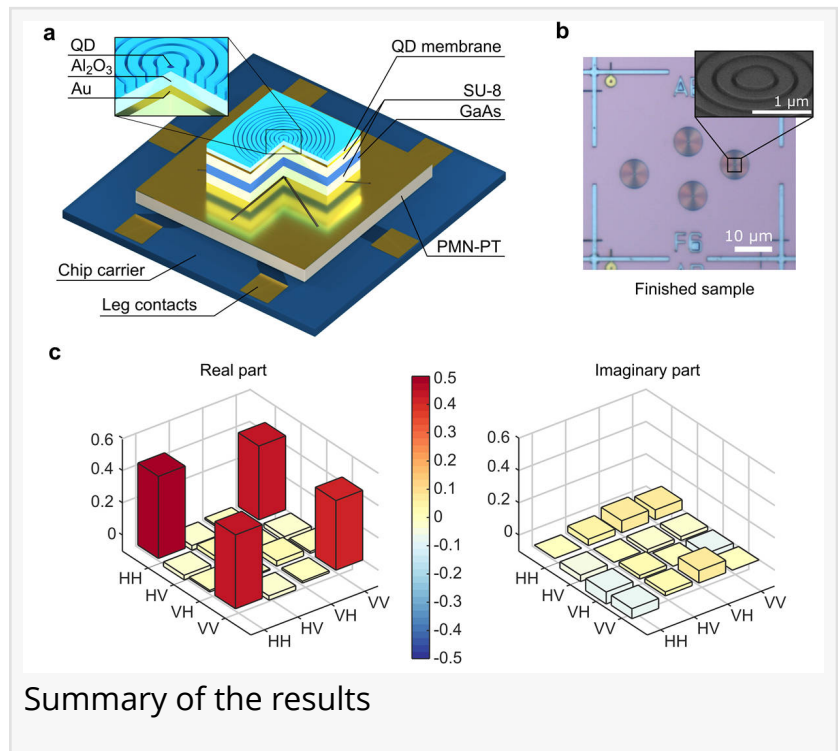 a
QD
Al₂O₃
Au
QD membrane
SU-8
GaAs
PMN-PT
Chip carrier
Leg contacts
b
1 µm
F6
10 µm
Finished sample
c
Real part
0.6
0.4
0.2
0
HH
HV
VH
VV
HH
HV
VH
VV
0.5
0.4
0.3
0.2
0.1
0
-0.1
-0.2
-0.3
-0.4
-0.5
Imaginary part
0.6
0.4
0.2
0
HH
HV
VH
VV
HH
HV
VH
VV
Summary of the results